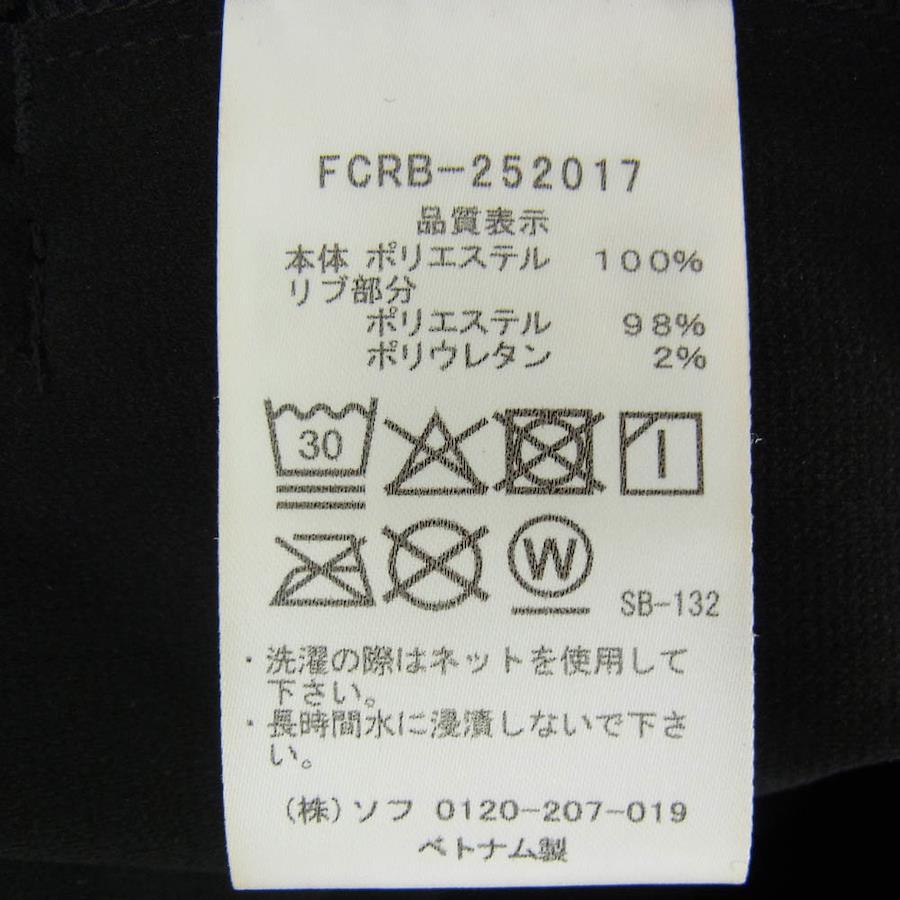 FCRB-252017
品質表示
本体 ポリエステル 100%
リブ部分
ポリエステル 98%
ポリウレタン 2%
30
W
SB-132
・洗濯の際はネットを使用して
下さい。
・長時間水に浸漬しないで下さ
い。
(株)ソフ 0120-207-019
ベトナム製